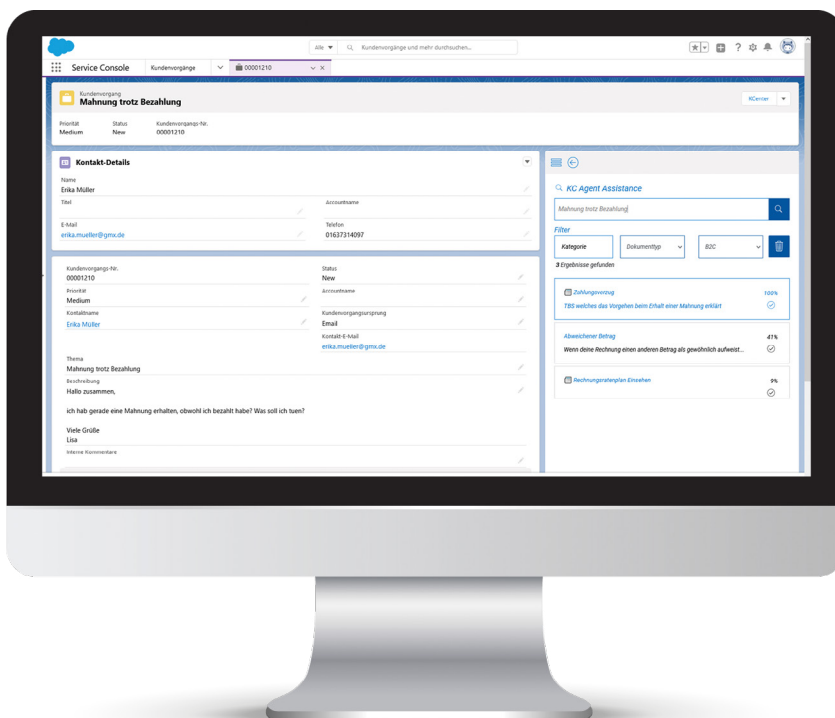 Alle
Kundenvorgänge und mehr durchsuchen...
Service Console
Kundenvorgänge
00001210
Kundenvorgang
Mahnung trotz Bezahlung
KCenter
Priorität
Status
Kundenvorgangs-Nr.
Medium
New
00001210
Kontakt-Details
Name
Erika Müller
Titel
Accountname
E-Mail
Telefon
erika.mueller@gmx.de
01637314097
Kundenvorgangs-Nr.
Status
00001210
New
Priorität
Accountname
Medium
Kontaktname
Kundenvorgangsursprung
Erika Müller
Email
Kontakt-E-Mail
erika.mueller@gmx.de
Thema
Mahnung trotz Bezahlung
Beschreibung
Hallo zusammen,
ich hab gerade eine Mahnung erhalten, obwohl ich bezahlt habe? Was soll ich tuen?
Viele Grüße
Lisa
Interne Kommentare
KC Agent Assistance
Mahnung trotz Bezahlung
Filter
Kategorie
Dokumenttyp
B2C
3 Ergebnisse gefunden
Zahlungsverzug
100%
TBS welches das Vorgehen beim Erhalt einer Mahnung erklärt
Abweichener Betrag
41%
Wenn deine Rechnung einen anderen Betrag als gewöhnlich aufweist...
Rechnungsratenplan Einsehen
9%